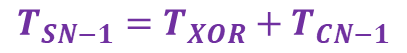 T_{SN-1} = T_{XOR} + T_{CN-1}